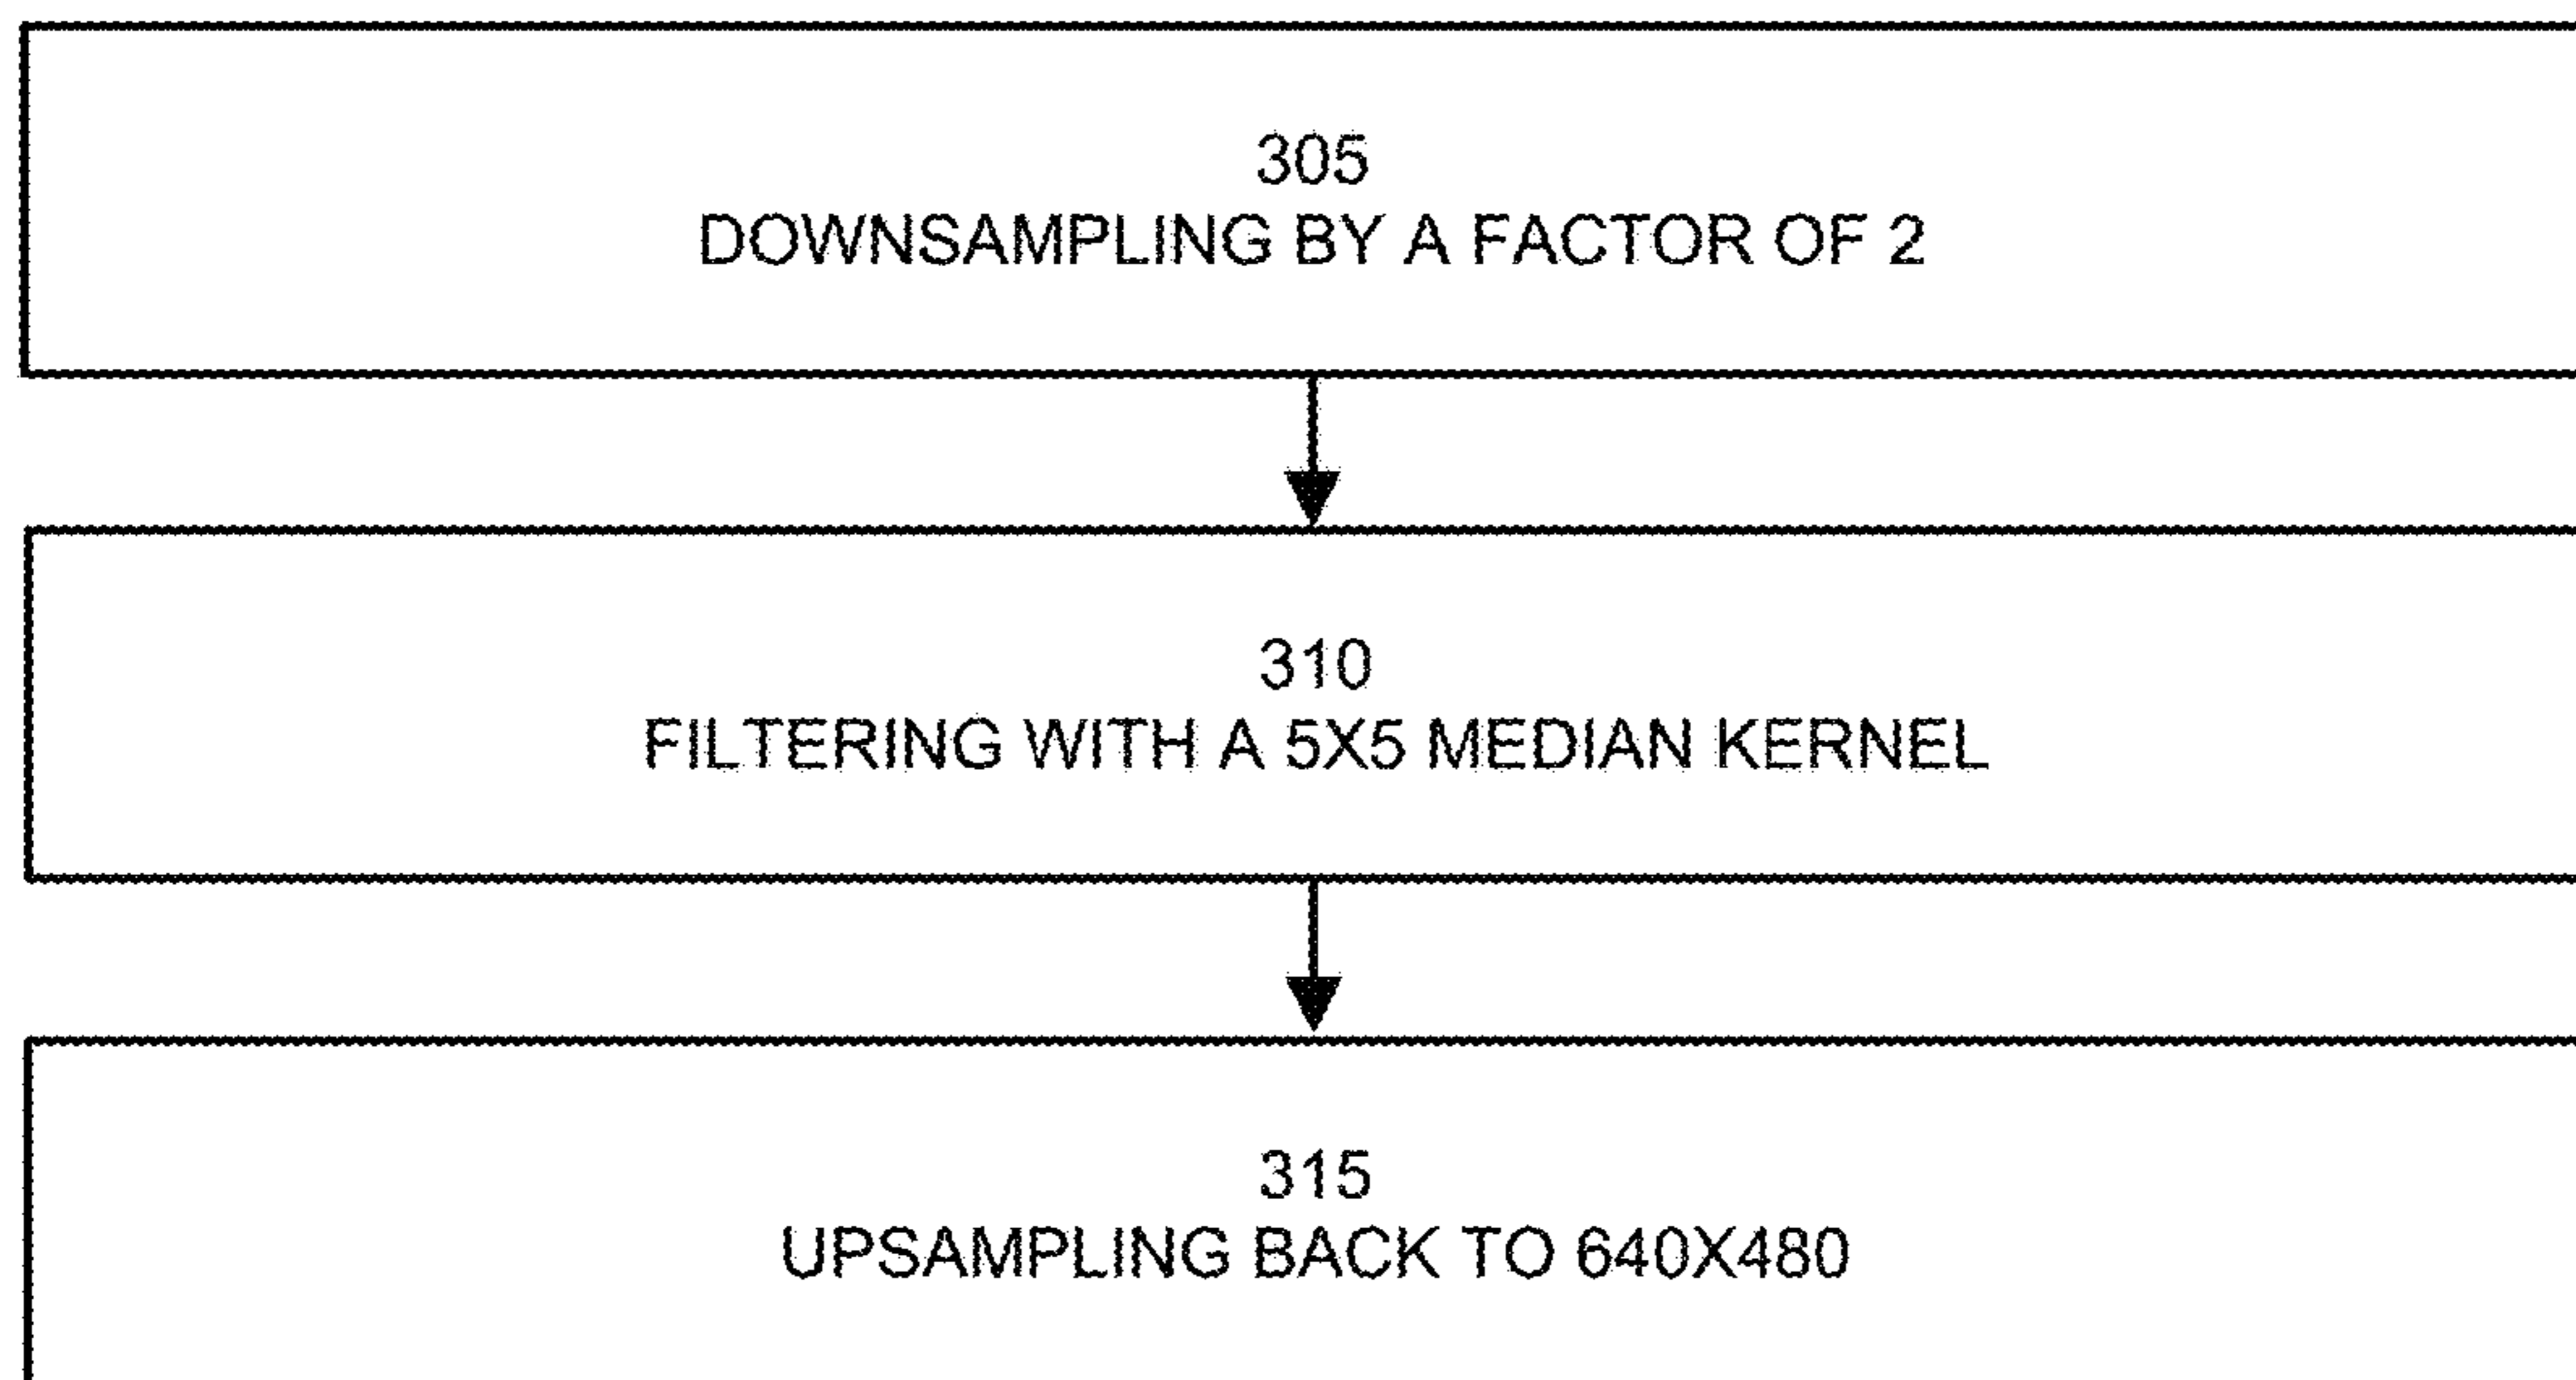 305
DOWNSAMPLING BY A FACTOR OF 2
310
FILTERING WITH A 5X5 MEDIAN KERNEL
315
UPSAMPLING BACK TO 640X480